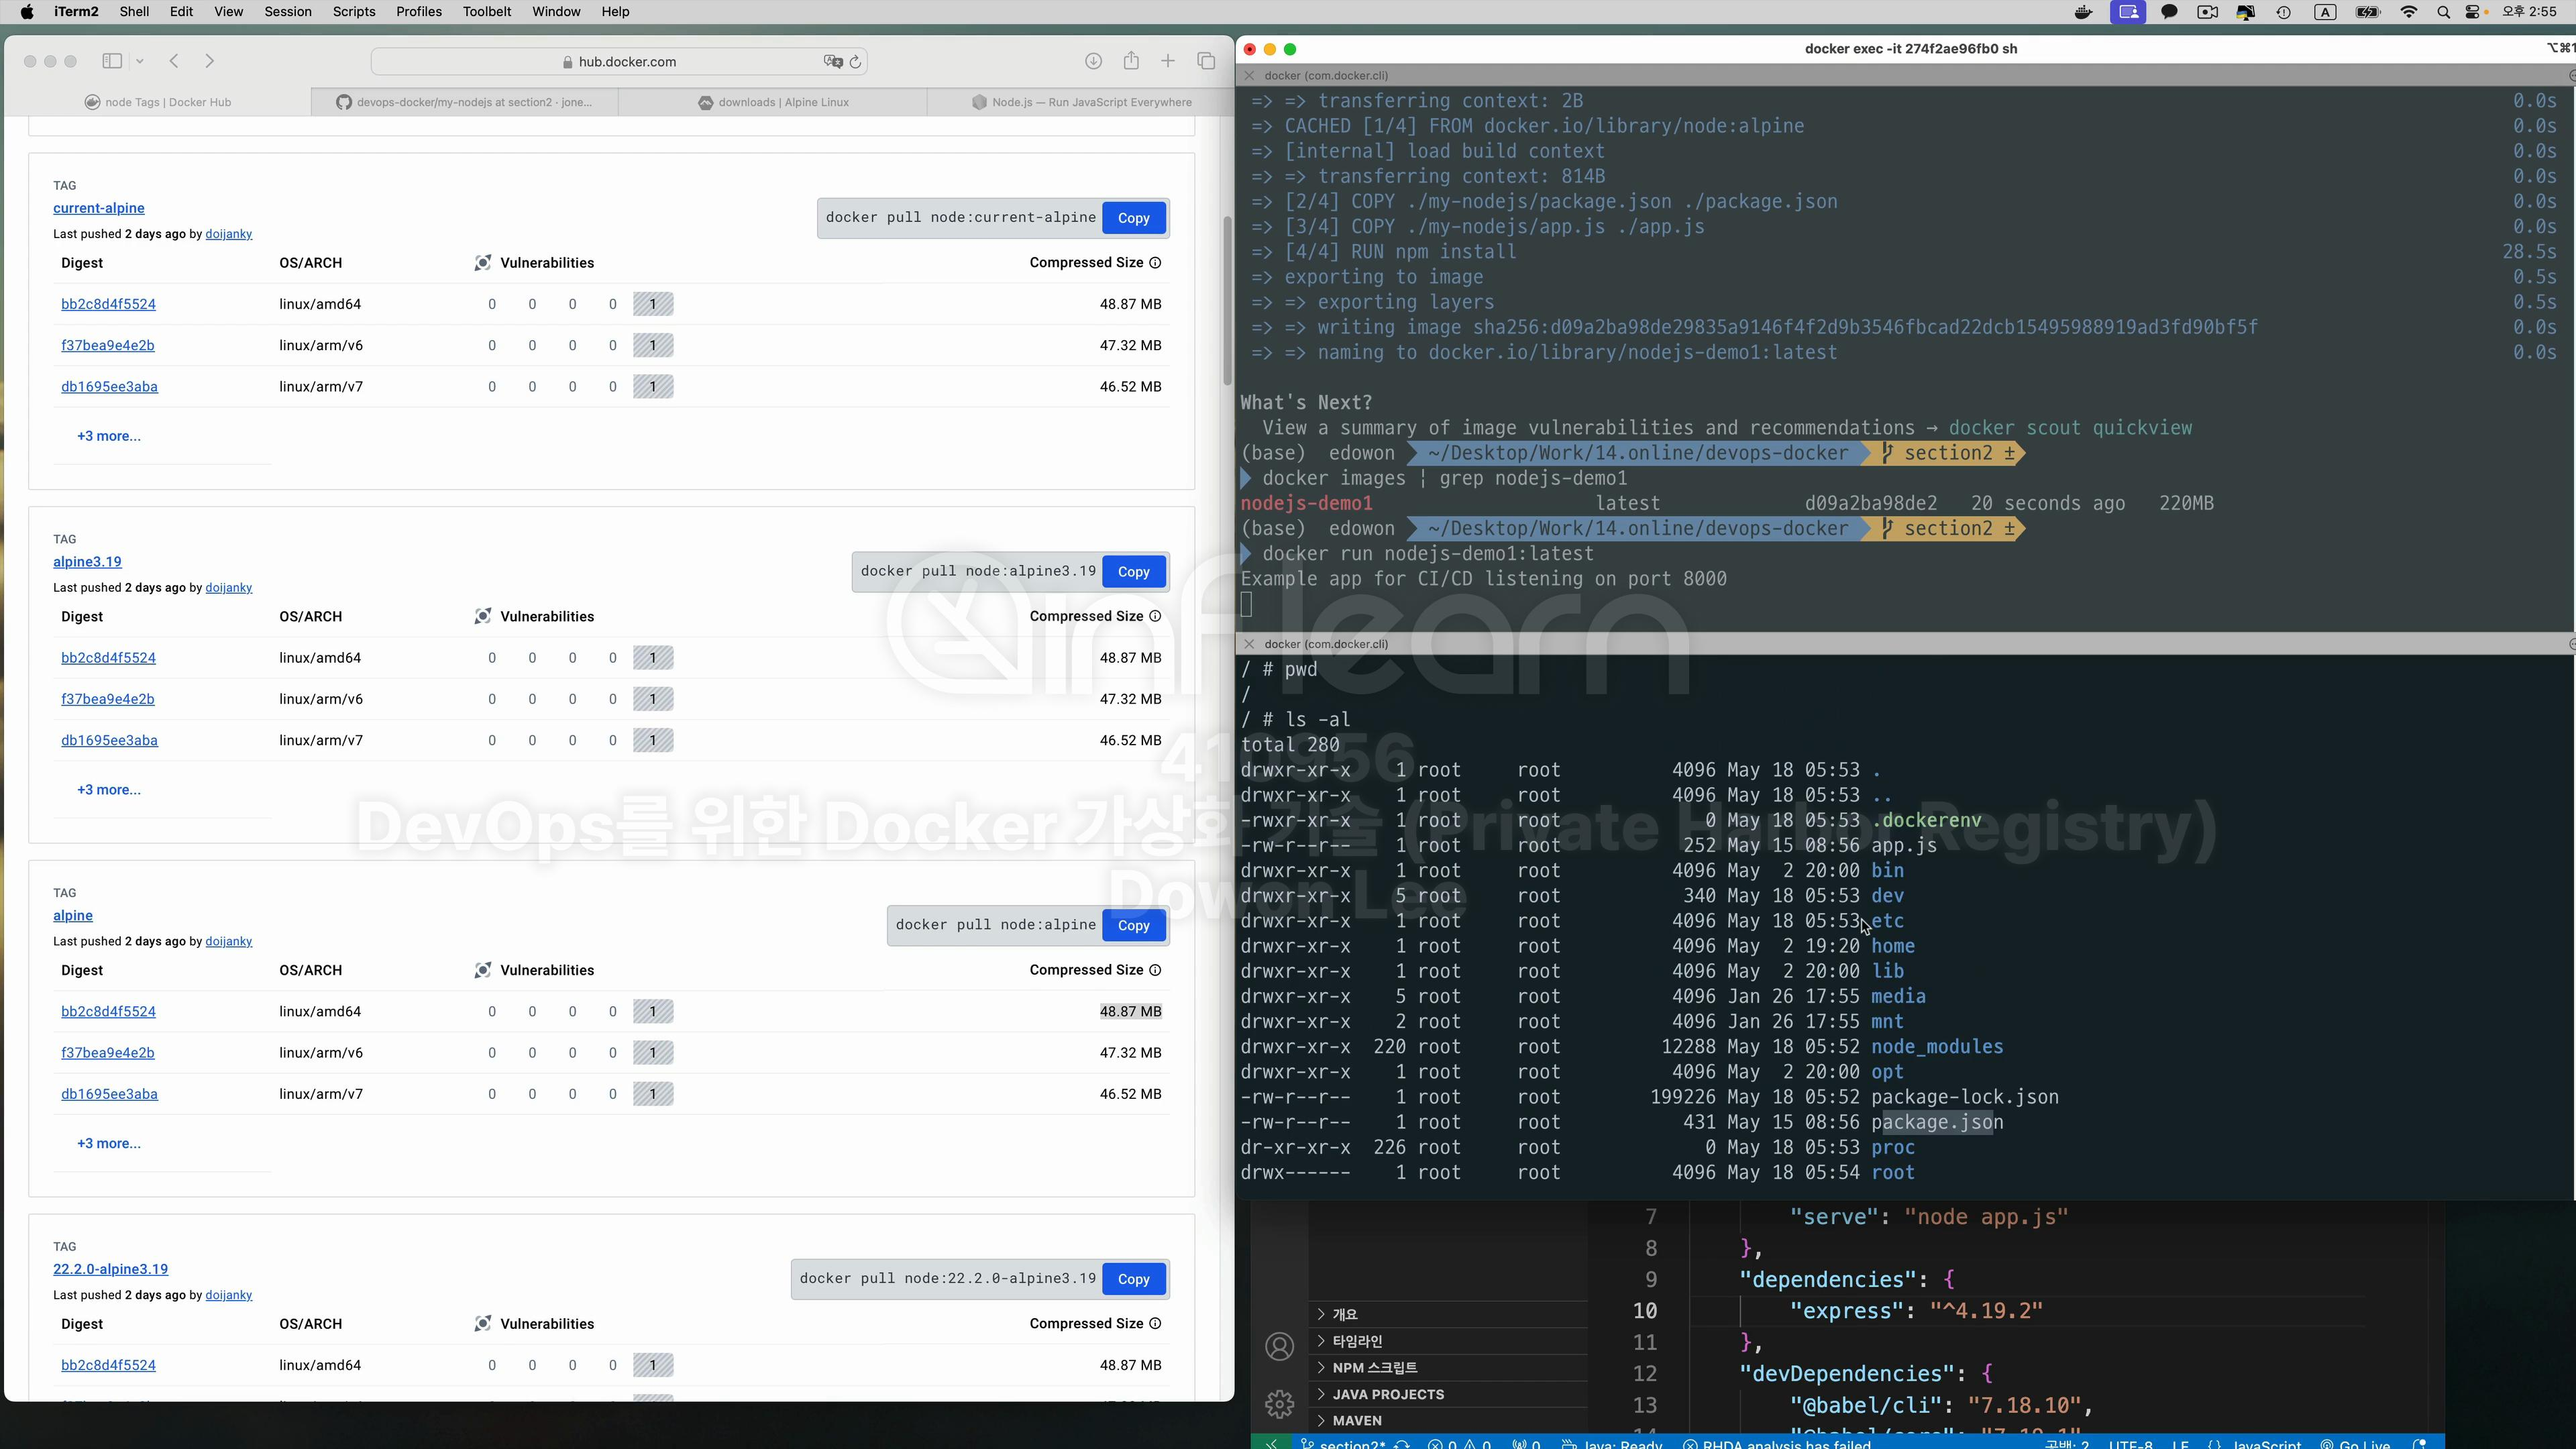 iTerm2 Shell Edit View Session Scripts Profiles Toolbelt Window Help
A 오후 2:55
hub.docker.com
node Tags | Docker Hub
devops-docker/my-nodejs at section2 · jone...
downloads | Alpine Linux
Node.js — Run JavaScript Everywhere
TAG
current-alpine
docker pull node:current-alpine Copy
Last pushed 2 days ago by doijanky
Digest OS/ARCH Vulnerabilities Compressed Size
bb2c8d4f5524 linux/amd64 0 0 0 0 1 48.87 MB
f37bea9e4e2b linux/arm/v6 0 0 0 0 1 47.32 MB
db1695ee3aba linux/arm/v7 0 0 0 0 1 46.52 MB
+3 more...
TAG
alpine3.19
docker pull node:alpine3.19 Copy
Last pushed 2 days ago by doijanky
Digest OS/ARCH Vulnerabilities Compressed Size
bb2c8d4f5524 linux/amd64 0 0 0 0 1 48.87 MB
f37bea9e4e2b linux/arm/v6 0 0 0 0 1 47.32 MB
db1695ee3aba linux/arm/v7 0 0 0 0 1 46.52 MB
+3 more...
TAG
alpine
docker pull node:alpine Copy
Last pushed 2 days ago by doijanky
Digest OS/ARCH Vulnerabilities Compressed Size
bb2c8d4f5524 linux/amd64 0 0 0 0 1 48.87 MB
f37bea9e4e2b linux/arm/v6 0 0 0 0 1 47.32 MB
db1695ee3aba linux/arm/v7 0 0 0 0 1 46.52 MB
+3 more...
TAG
22.2.0-alpine3.19
docker pull node:22.2.0-alpine3.19 Copy
Last pushed 2 days ago by doijanky
Digest OS/ARCH Vulnerabilities Compressed Size
bb2c8d4f5524 linux/amd64 0 0 0 0 1 48.87 MB
docker exec -it 274f2ae96fb0 sh
docker (com.docker.cli)
=> => transferring context: 2B 0.0s
=> CACHED [1/4] FROM docker.io/library/node:alpine 0.0s
=> [internal] load build context 0.0s
=> => transferring context: 814B 0.0s
=> [2/4] COPY ./my-nodejs/package.json ./package.json 0.0s
=> [3/4] COPY ./my-nodejs/app.js ./app.js 0.0s
=> [4/4] RUN npm install 28.5s
=> exporting to image 0.5s
=> => exporting layers 0.5s
=> => writing image sha256:d09a2ba98de29835a9146f4f2d9b3546fbcad22dcb15495988919ad3fd90bf5f 0.0s
=> => naming to docker.io/library/nodejs-demo1:latest 0.0s
What's Next?
View a summary of image vulnerabilities and recommendations → docker scout quickview
(base) edowon ~/Desktop/Work/14.online/devops-docker section2 ±
docker images | grep nodejs-demo1
nodejs-demo1 latest d09a2ba98de2 20 seconds ago 220MB
(base) edowon ~/Desktop/Work/14.online/devops-docker section2 ±
docker run nodejs-demo1:latest
Example app for CI/CD listening on port 8000
docker (com.docker.cli)
/ # pwd
/
/ # ls -al
total 280
drwxr-xr-x 1 root root 4096 May 18 05:53 .
drwxr-xr-x 1 root root 4096 May 18 05:53 ..
-rwxr-xr-x 1 root root 0 May 18 05:53 .dockerenv
-rw-r--r-- 1 root root 252 May 15 08:56 app.js
drwxr-xr-x 1 root root 4096 May 2 20:00 bin
drwxr-xr-x 5 root root 340 May 18 05:53 dev
drwxr-xr-x 1 root root 4096 May 18 05:53 etc
drwxr-xr-x 1 root root 4096 May 2 19:20 home
drwxr-xr-x 1 root root 4096 May 2 20:00 lib
drwxr-xr-x 5 root root 4096 Jan 26 17:55 media
drwxr-xr-x 2 root root 4096 Jan 26 17:55 mnt
drwxr-xr-x 220 root root 12288 May 18 05:52 node_modules
drwxr-xr-x 1 root root 4096 May 2 20:00 opt
-rw-r--r-- 1 root root 199226 May 18 05:52 package-lock.json
-rw-r--r-- 1 root root 431 May 15 08:56 package.json
dr-xr-xr-x 226 root root 0 May 18 05:53 proc
drwx------ 1 root root 4096 May 18 05:54 root
inflearn
410956
DevOps를 위한 Docker 가상화 기술 (Private Harbor Registry)
Dowon Lee
개요
타임라인
NPM 스크립트
JAVA PROJECTS
MAVEN
7 "serve": "node app.js"
8 },
9 "dependencies": {
10 "express": "^4.19.2"
11 },
12 "devDependencies": {
13 "@babel/cli": "7.18.10",
section2* 0 0 0 Java: Ready RHDA analysis has failed 공백: 2 UTF-8 LF {} JavaScript Go Live